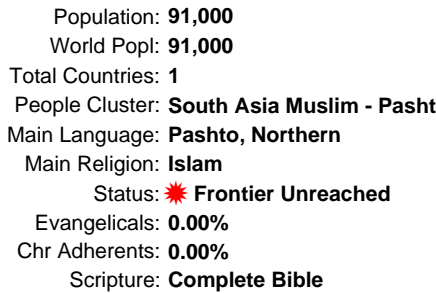 Population: 91,000
World Popl: 91,000
Total Countries: 1
People Cluster: South Asia Muslim - Pasht
Main Language: Pashto, Northern
Main Religion: Islam
Status: Frontier Unreached
Evangelicals: 0.00%
Chr Adherents: 0.00%
Scripture: Complete Bible